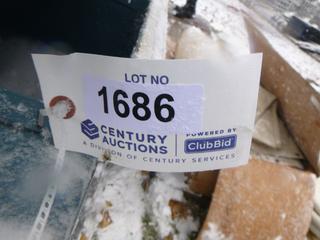 LOT NO
1686
CENTURY AUCTIONS
POWERED BY
ClubBid
A DIVISION OF CENTURY SERVICES